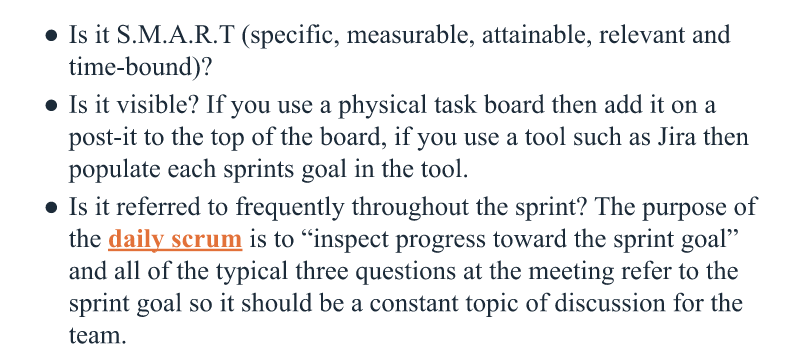 ● Is it S.M.A.R.T (specific, measurable, attainable, relevant and
time-bound)?
● Is it visible? If you use a physical task board then add it on a
post-it to the top of the board, if you use a tool such as Jira then
populate each sprints goal in the tool.
● Is it referred to frequently throughout the sprint? The purpose of
the daily scrum is to “inspect progress toward the sprint goal”
and all of the typical three questions at the meeting refer to the
sprint goal so it should be a constant topic of discussion for the
team.